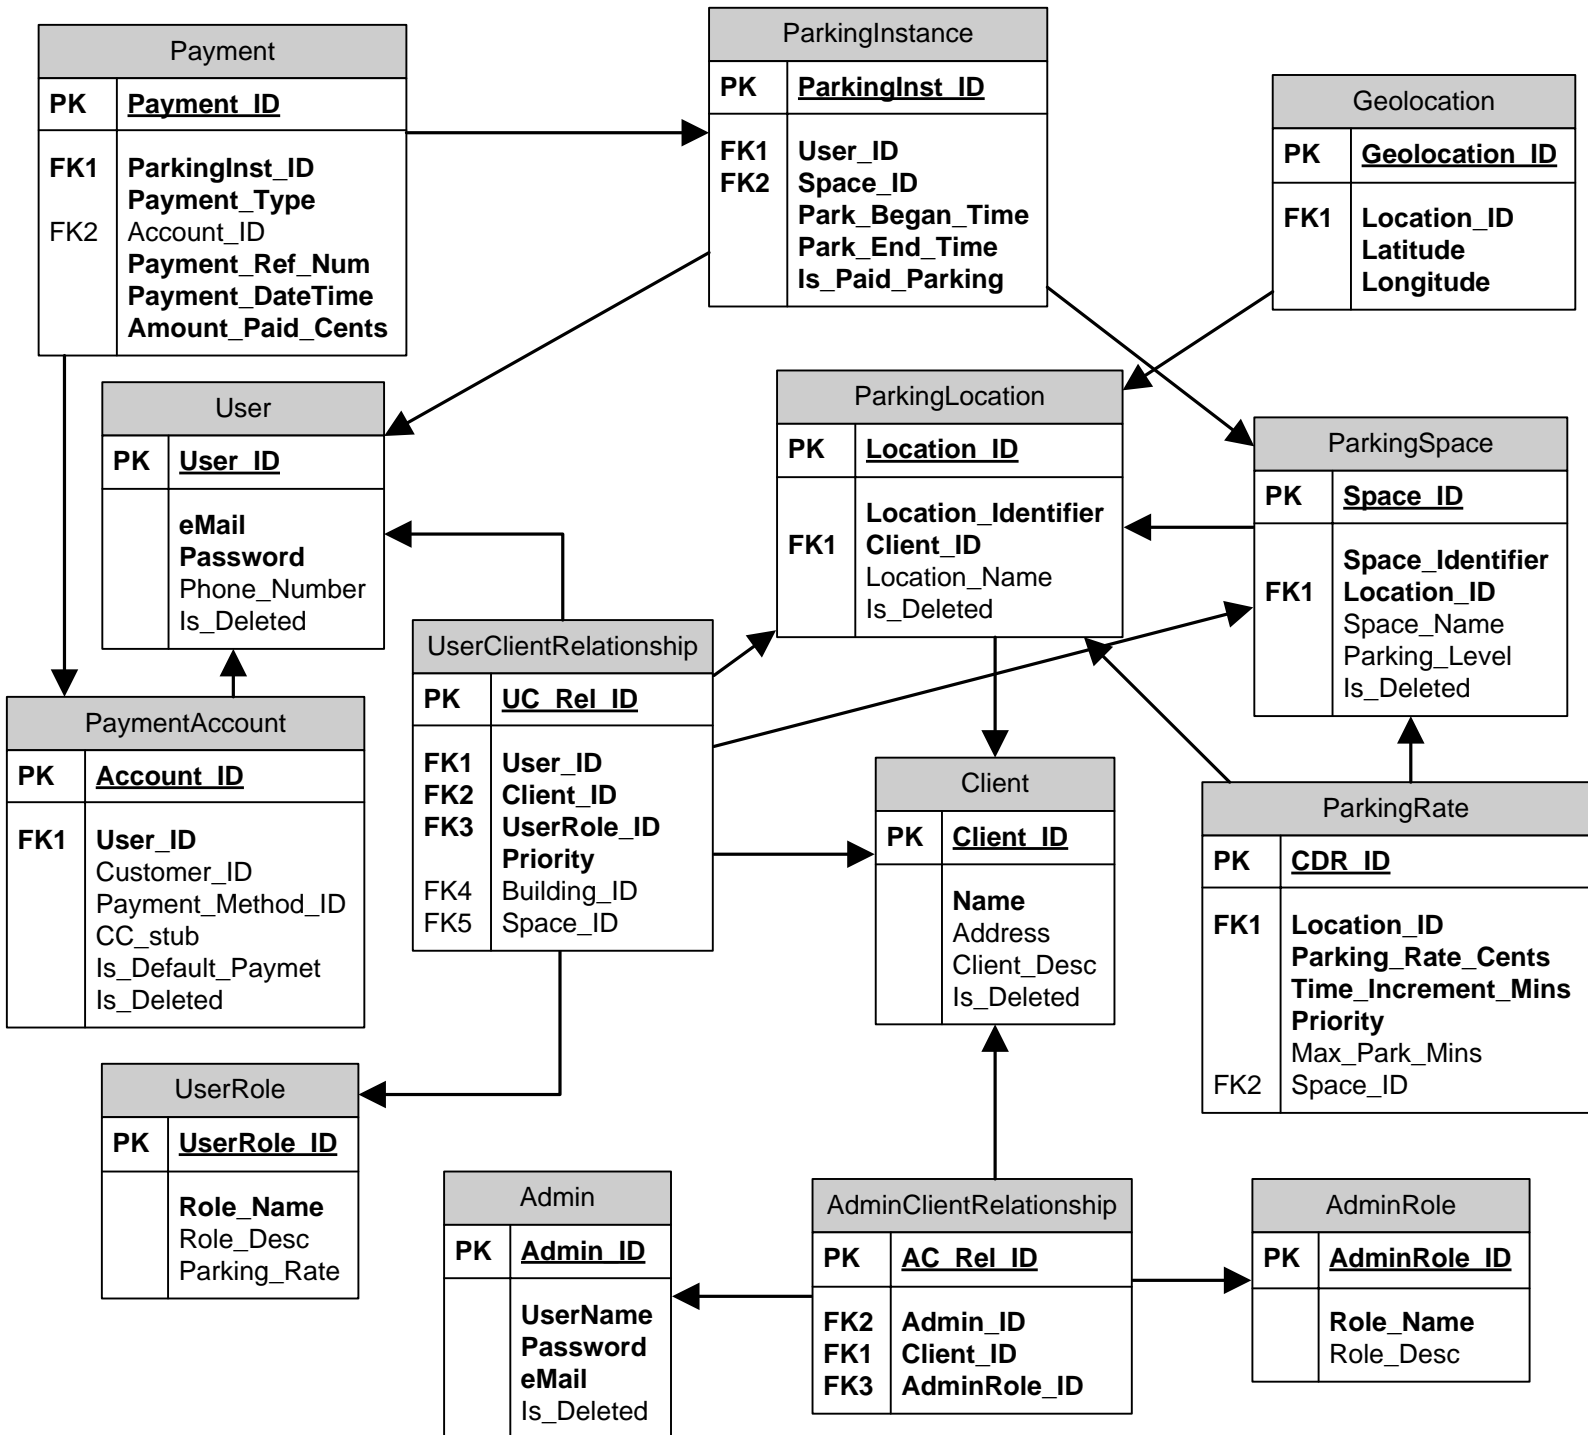 Payment
PK Payment_ID
FK1 ParkingInst_ID
Payment_Type
FK2 Account_ID
Payment_Ref_Num
Payment_DateTime
Amount_Paid_Cents
ParkingInstance
PK ParkingInst_ID
FK1 User_ID
FK2 Space_ID
Park_Began_Time
Park_End_Time
Is_Paid_Parking
Geolocation
PK Geolocation_ID
FK1 Location_ID
Latitude
Longitude
User
PK User_ID
eMail
Password
Phone_Number
Is_Deleted
ParkingLocation
PK Location_ID
Location_Identifier
FK1 Client_ID
Location_Name
Is_Deleted
ParkingSpace
PK Space_ID
Space_Identifier
FK1 Location_ID
Space_Name
Parking_Level
Is_Deleted
UserClientRelationship
PK UC_Rel_ID
FK1 User_ID
FK2 Client_ID
FK3 UserRole_ID
Priority
FK4 Building_ID
FK5 Space_ID
PaymentAccount
PK Account_ID
FK1 User_ID
Customer_ID
Payment_Method_ID
CC_stub
Is_Default_Paymet
Is_Deleted
Client
PK Client_ID
Name
Address
Client_Desc
Is_Deleted
ParkingRate
PK CDR_ID
FK1 Location_ID
Parking_Rate_Cents
Time_Increment_Mins
Priority
Max_Park_Mins
FK2 Space_ID
UserRole
PK UserRole_ID
Role_Name
Role_Desc
Parking_Rate
Admin
PK Admin_ID
UserName
Password
eMail
Is_Deleted
AdminClientRelationship
PK AC_Rel_ID
FK2 Admin_ID
FK1 Client_ID
FK3 AdminRole_ID
AdminRole
PK AdminRole_ID
Role_Name
Role_Desc